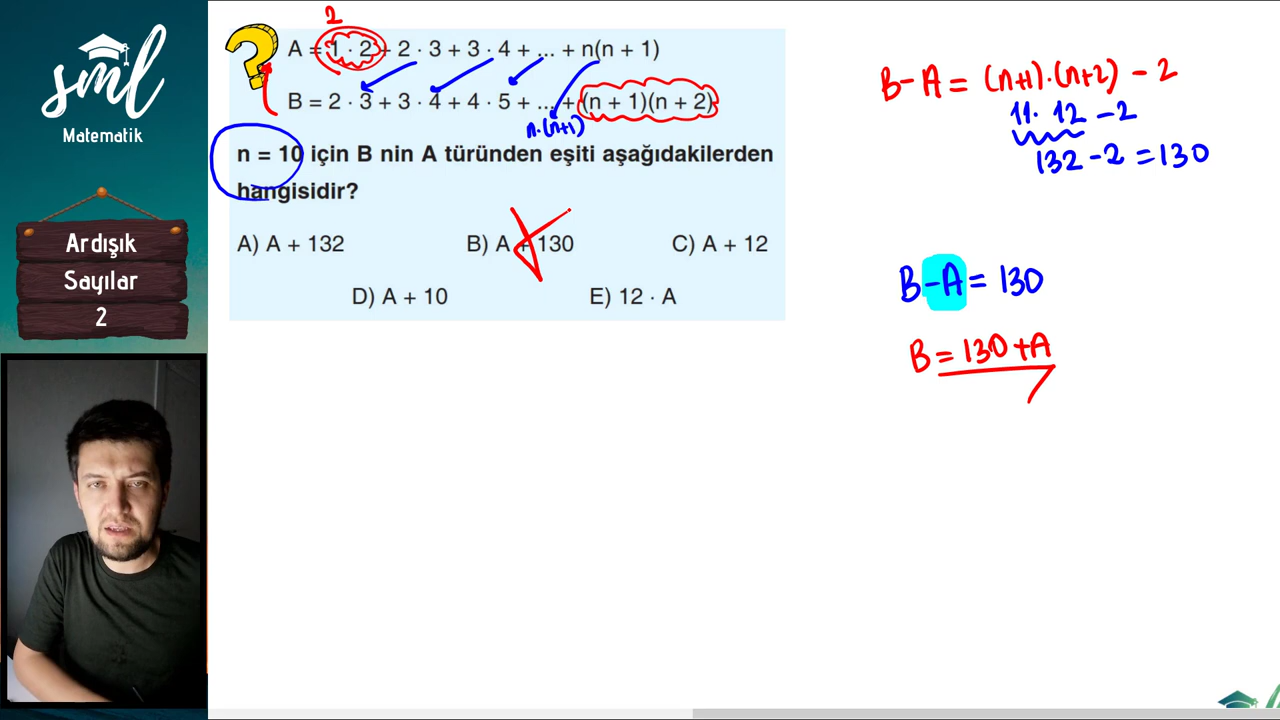 sml
Matematik
Ardışık
Sayılar
2
2
A = 1 · 2 + 2 · 3 + 3 · 4 + ... + n(n + 1)
B = 2 · 3 + 3 · 4 + 4 · 5 + ... + (n + 1)(n + 2)
n.(n+1)
n = 10 için B nin A türünden eşiti aşağıdakilerden
hangisidir?
A) A + 132 B) A + 130 C) A + 12
D) A + 10 E) 12 · A
B-A = (n+1).(n+2) - 2
11. 12 - 2
132 - 2 = 130
B - A = 130
B = 130 + A